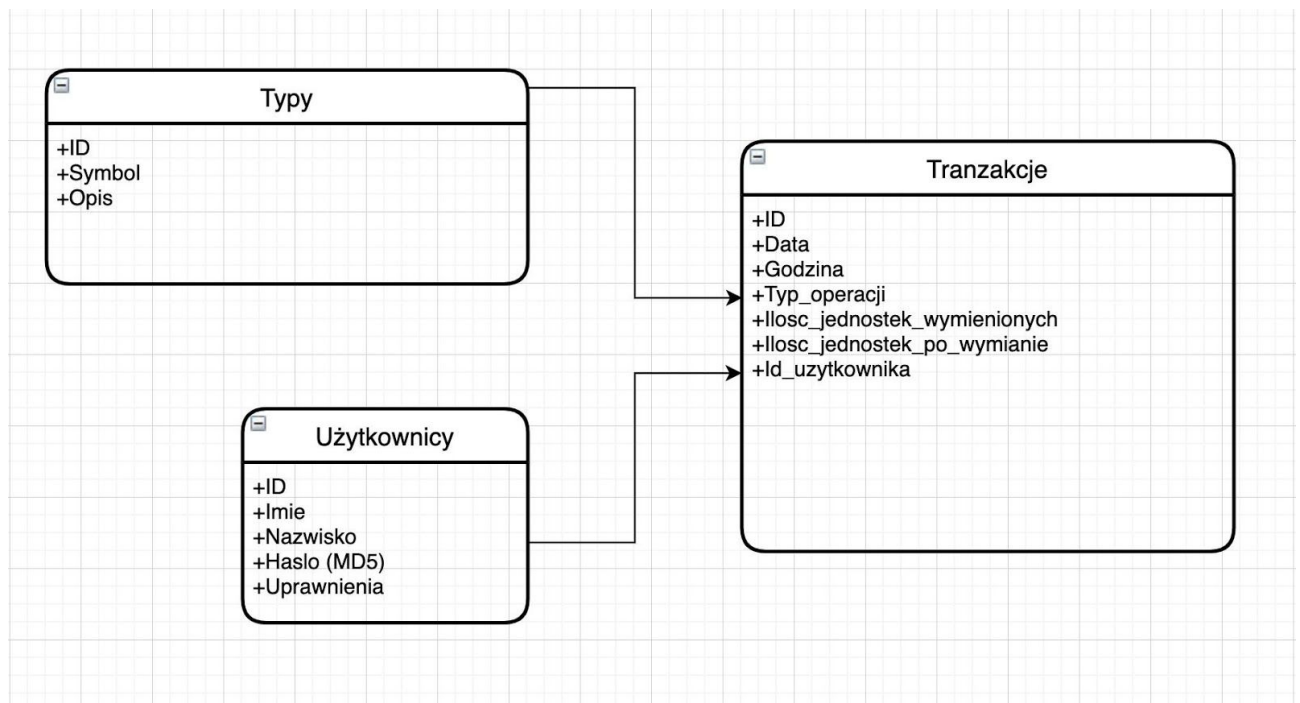 Typy
+ID
+Symbol
+Opis
Tranzakcje
+ID
+Data
+Godzina
+Typ_operacji
+Ilosc_jednostek_wymienionych
+Ilosc_jednostek_po_wymianie
+Id_uzytkownika
Użytkownicy
+ID
+Imie
+Nazwisko
+Haslo (MD5)
+Uprawnienia